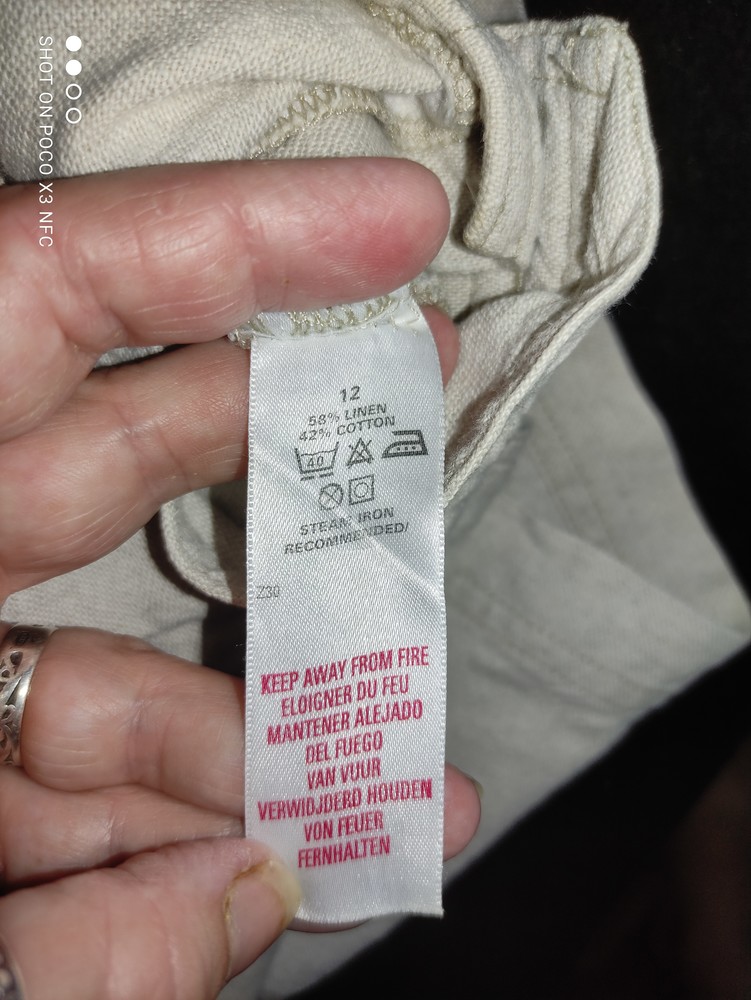 SHOT ON POCO X3 NFC
12
58% LINEN
42% COTTON
40
STEAM IRON
RECOMMENDED/
Z30
KEEP AWAY FROM FIRE
ELOIGNER DU FEU
MANTENER ALEJADO
DEL FUEGO
VAN VUUR
VERWIDJDERD HOUDEN
VON FEUER
FERNHALTEN